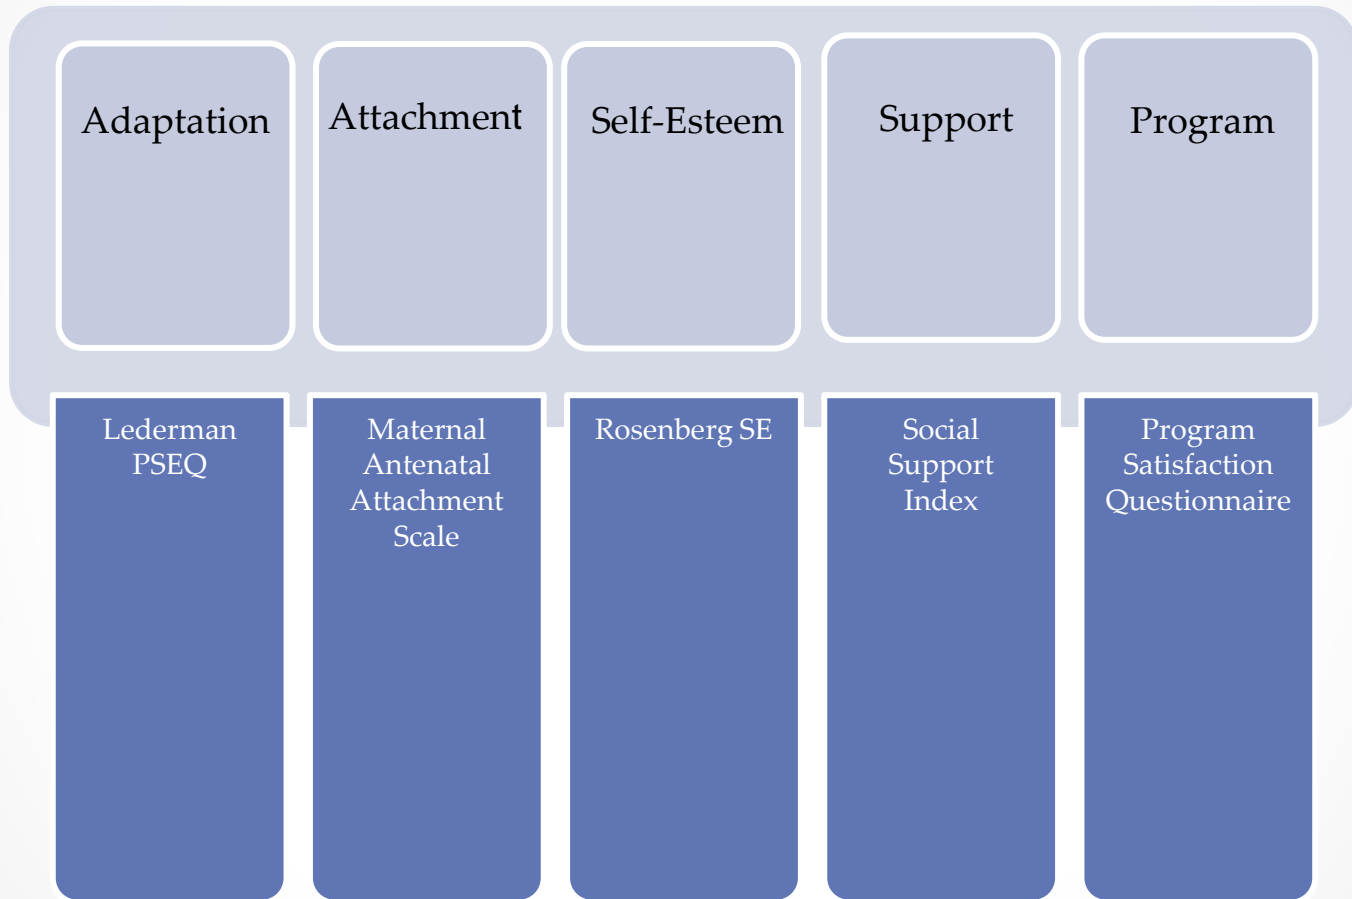 Adaptation
Attachment
Self-Esteem
Support
Program
Lederman
PSEQ
Maternal
Antenatal
Attachment
Scale
Rosenberg SE
Social
Support
Index
Program
Satisfaction
Questionnaire